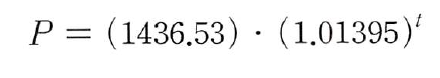 P = (1436.53) · (1.01395)^t